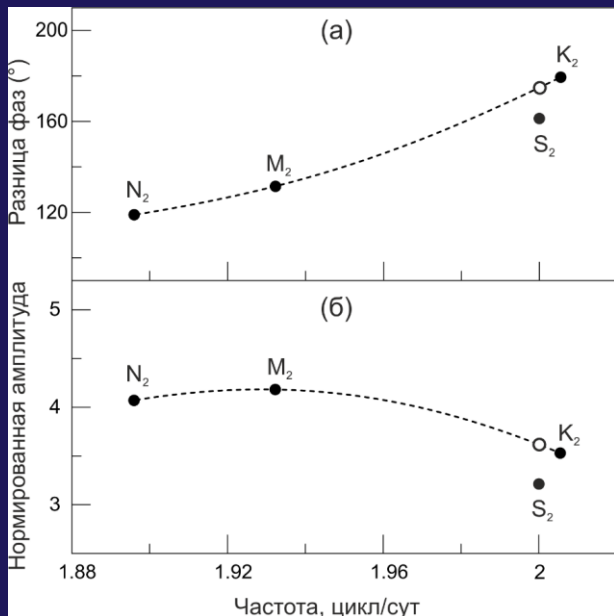 (а)
200
160
120
Разница фаз (°)
N₂
M₂
K₂
S₂
(б)
5
4
3
Нормированная амплитуда
N₂
M₂
K₂
S₂
1.88
1.92
1.96
2
Частота, цикл/сут